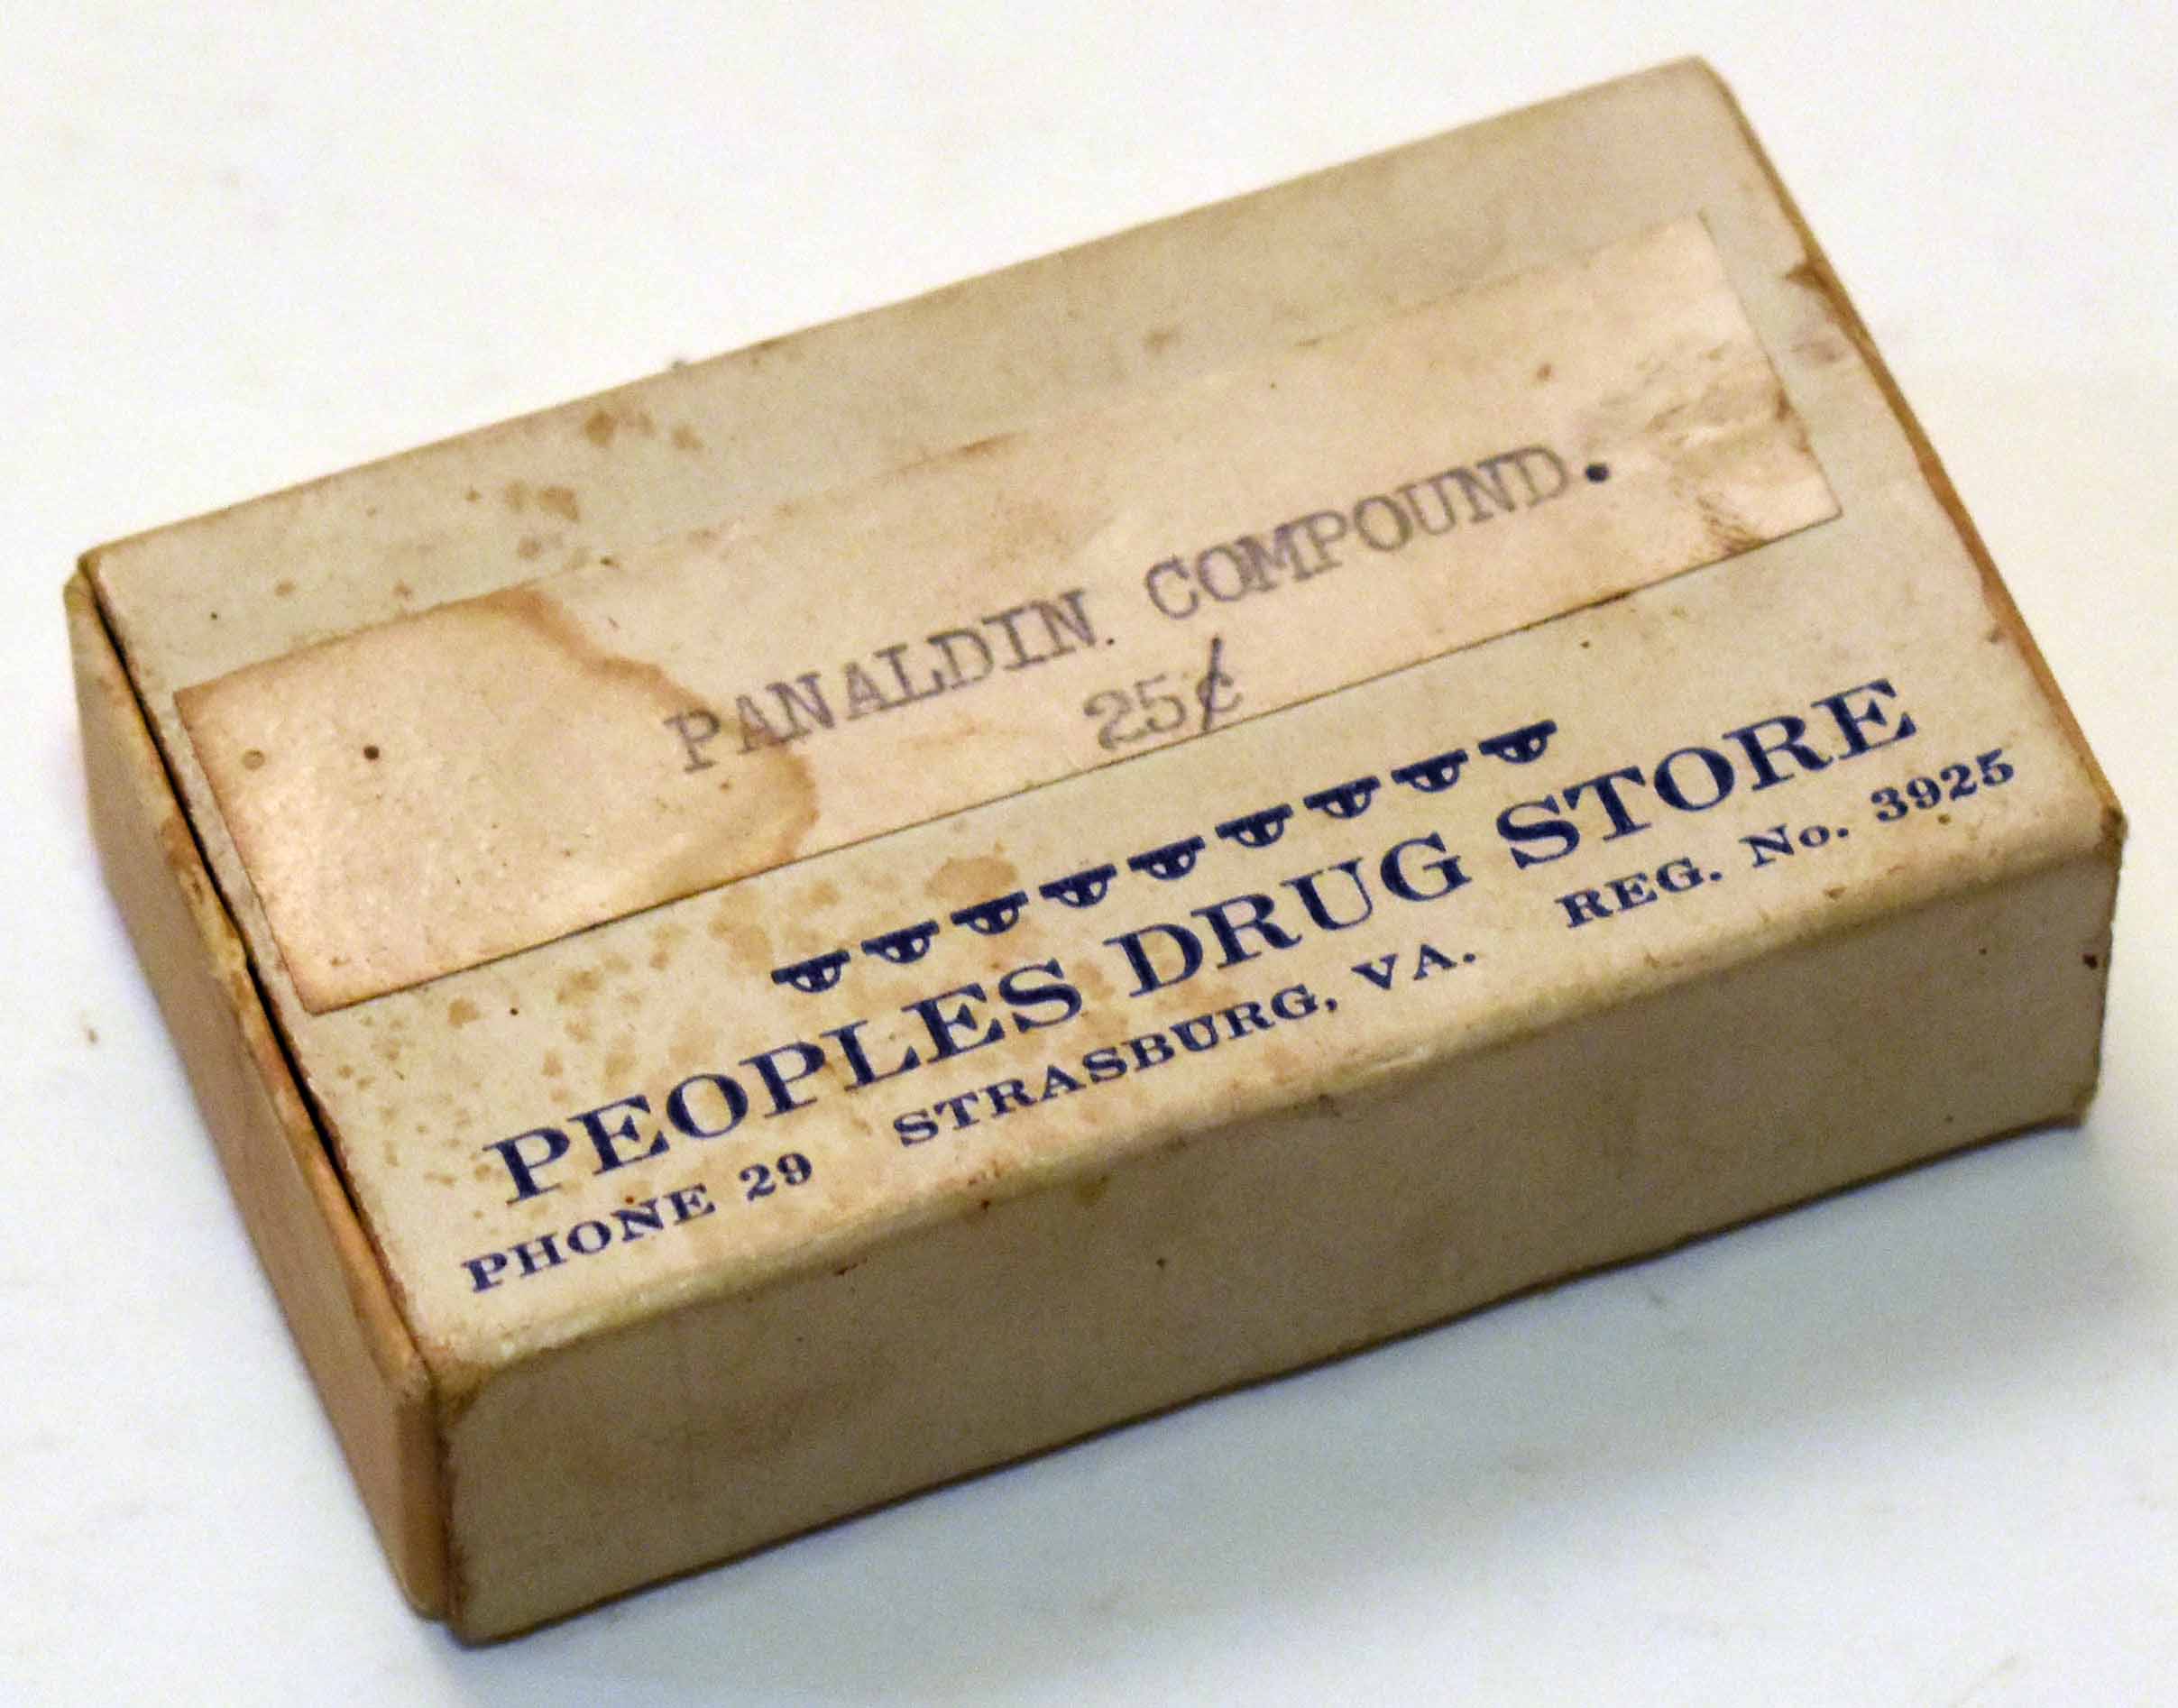 PANALDIN. COMPOUND.
25¢
PEOPLES DRUG STORE
PHONE 29 STRASBURG, VA. REG. No. 3925